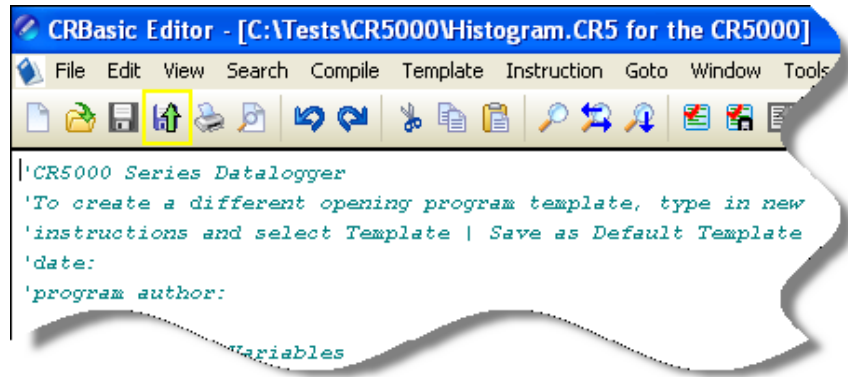 CRBasic Editor - [C:\Tests\CR5000\Histogram.CR5 for the CR5000]
File Edit View Search Compile Template Instruction Goto Window Tools
'CR5000 Series Datalogger
'To create a different opening program template, type in new
'instructions and select Template | Save as Default Template
'date:
'program author:
Variables